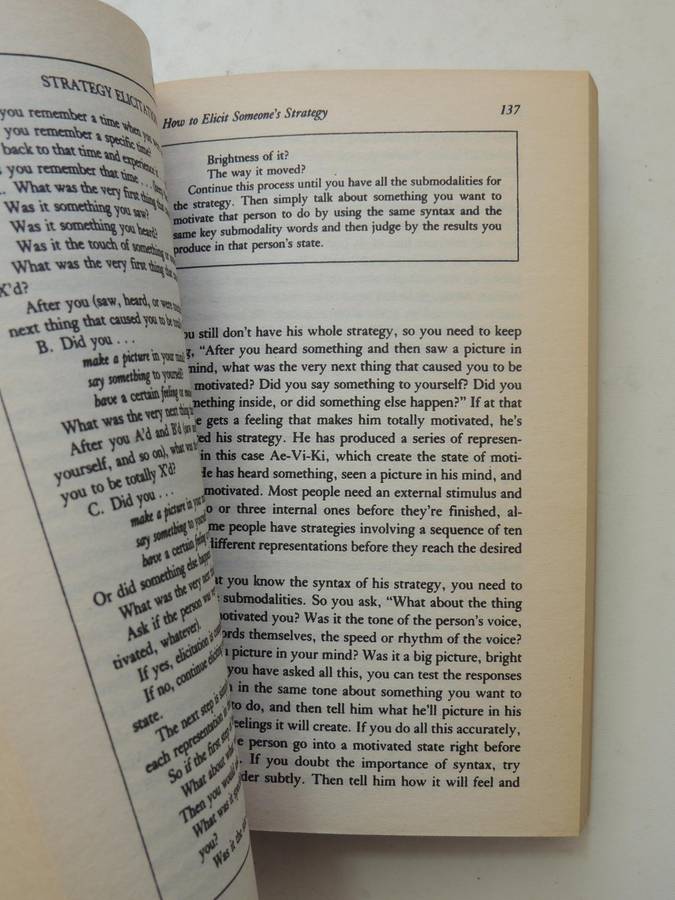 STRATEGY ELICITATION
you remember a time when you
you remember a specific time?
back to that time and experience
you remember that time . . .
What was the very first thing that
Was it something you saw?
Was it something you heard?
Was it the touch of something or
What was the very first thing that
X'd?
After you (saw, heard, or were
next thing that caused you to be
B. Did you . . .
make a picture in your mind
say something to yourself
have a certain feeling or
What was the very next thing
After you A'd and B'd
yourself, and so on), what was
you to be totally X'd?
C. Did you . . .
make a picture in your
say something to yourself
have a certain feeling
Or did something else happen
What was the very next
Ask if the person was
tivated, whatever).
If yes, elicitation is
If no, continue eliciting
state.
The next step is
each representation
So if the first step
What about
Then you would
What was it
you?
Was it the
How to Elicit Someone's Strategy 137
Brightness of it?
The way it moved?
Continue this process until you have all the submodalities for
the strategy. Then simply talk about something you want to
motivate that person to do by using the same syntax and the
same key submodality words and then judge by the results you
produce in that person's state.
you still don't have his whole strategy, so you need to keep
“After you heard something and then saw a picture in
mind, what was the very next thing that caused you to be
motivated? Did you say something to yourself? Did you
something inside, or did something else happen?” If at that
gets a feeling that makes him totally motivated, he's
his strategy. He has produced a series of represen-
in this case Ae-Vi-Ki, which create the state of moti-
He has heard something, seen a picture in his mind, and
motivated. Most people need an external stimulus and
or three internal ones before they're finished, al-
some people have strategies involving a sequence of ten
different representations before they reach the desired
you know the syntax of his strategy, you need to
submodalities. So you ask, “What about the thing
motivated you? Was it the tone of the person's voice,
words themselves, the speed or rhythm of the voice?
picture in your mind? Was it a big picture, bright
you have asked all this, you can test the responses
in the same tone about something you want to
to do, and then tell him what he'll picture in his
feelings it will create. If you do all this accurately,
person go into a motivated state right before
If you doubt the importance of syntax, try
subtly. Then tell him how it will feel and